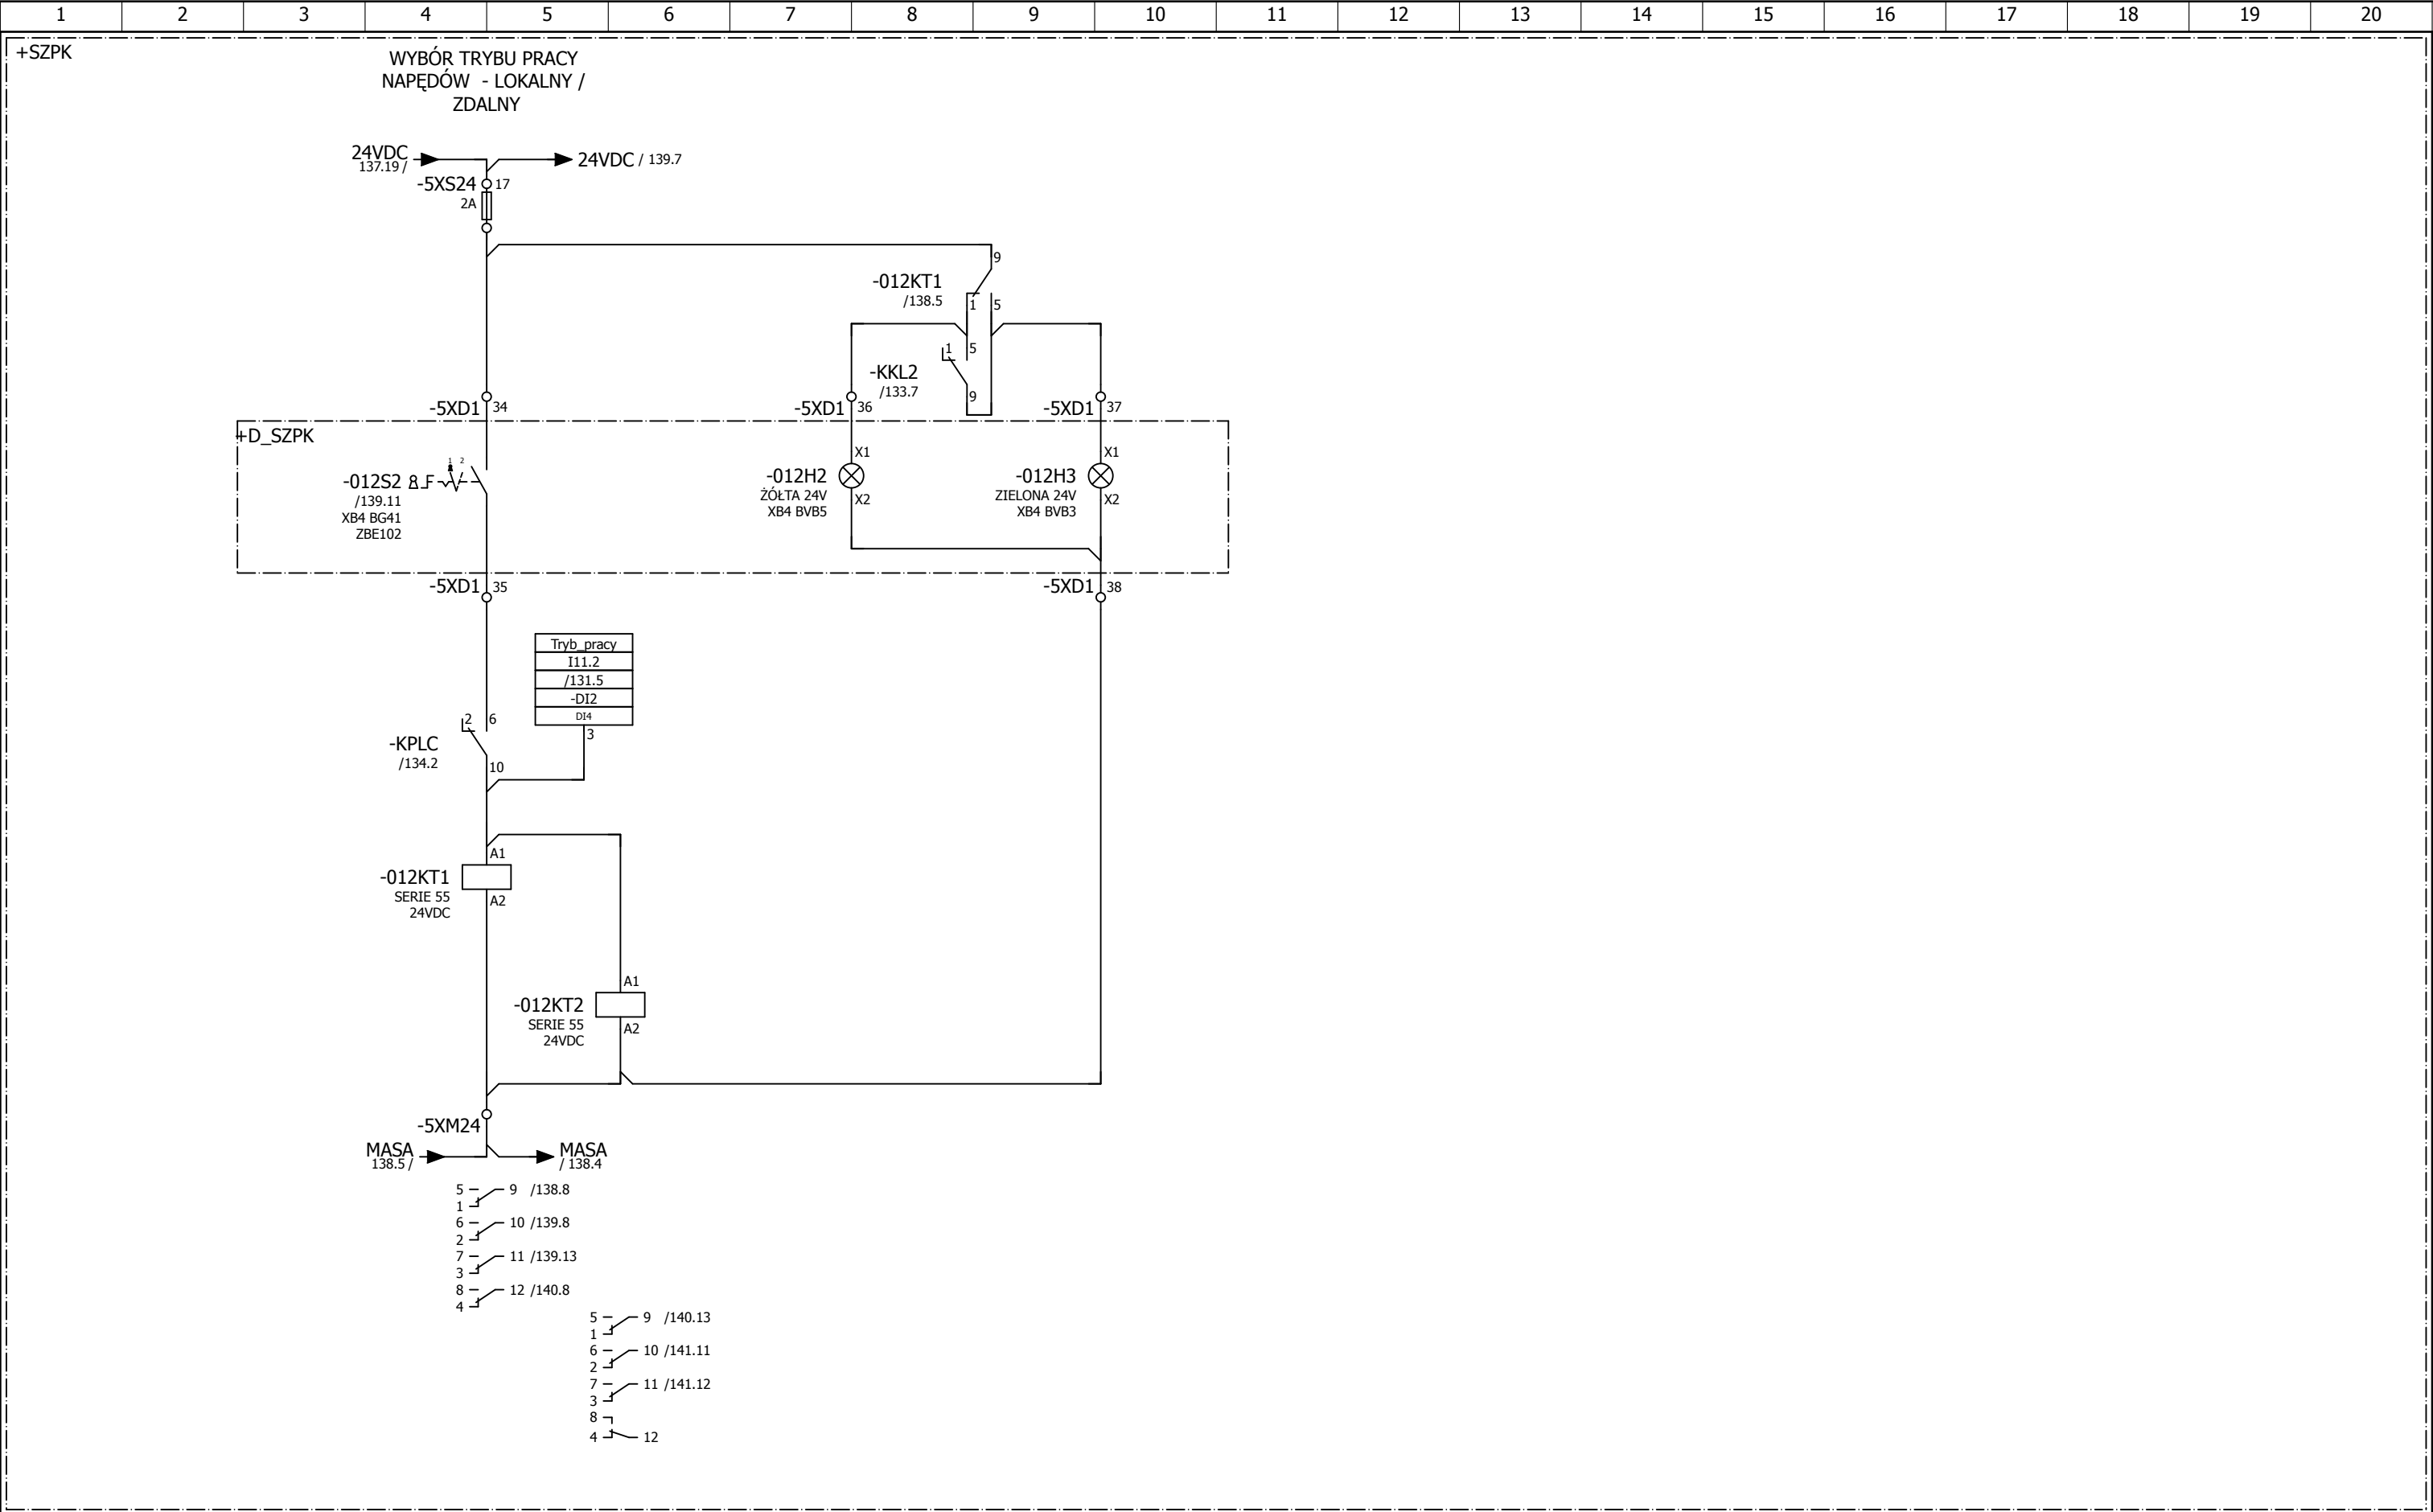 1 2 3 4 5 6 7 8 9 10 11 12 13 14 15 16 17 18 19 20
+SZPK
WYBÓR TRYBU PRACY
NAPĘDÓW - LOKALNY /
ZDALNY
24VDC
137.19 /
24VDC / 139.7
-5XS24 17
2A
9
-012KT1
/138.5
1 5
1 5
-KKL2
/133.7
9
-5XD1 34
-5XD1 36
-5XD1 37
+D_SZPK
1 2
-012S2
/139.11
XB4 BG41
ZBE102
X1
-012H2
ŻÓŁTA 24V
XB4 BVB5
X2
X1
-012H3
ZIELONA 24V
XB4 BVB3
X2
-5XD1 35
-5XD1 38
Tryb_pracy
I11.2
/131.5
-DI2
DI4
3
2 6
-KPLC
/134.2
10
A1
-012KT1
SERIE 55
24VDC
A2
A1
-012KT2
SERIE 55
24VDC
A2
-5XM24
MASA
138.5 /
MASA
/ 138.4
5 9 /138.8
1
6 10 /139.8
2
7 11 /139.13
3
8 12 /140.8
4
5 9 /140.13
1
6 10 /141.11
2
7 11 /141.12
3
8
4 12